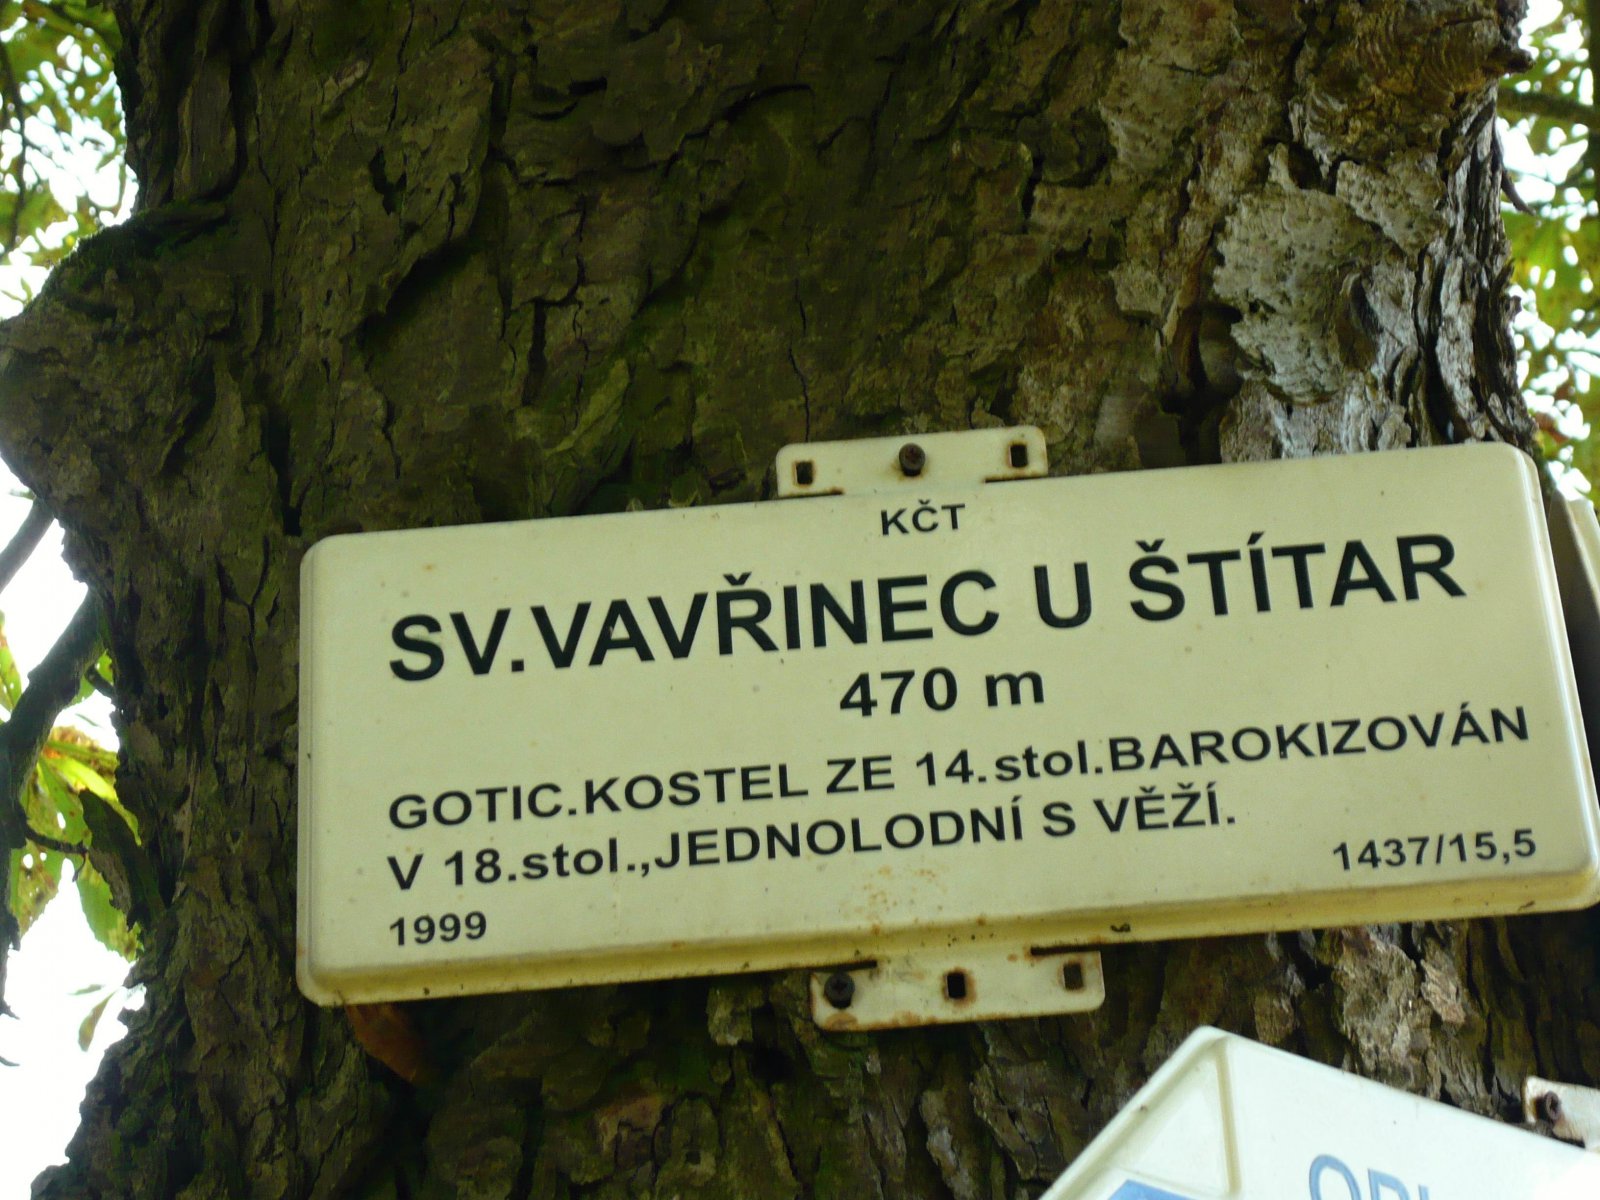 KČT
SV.VAVŘINEC U ŠTÍTAR
470 m
GOTIC.KOSTEL ZE 14.stol.BAROKIZOVÁN
V 18.stol.,JEDNOLODNÍ S VĚŽÍ.
1999 1437/15,5